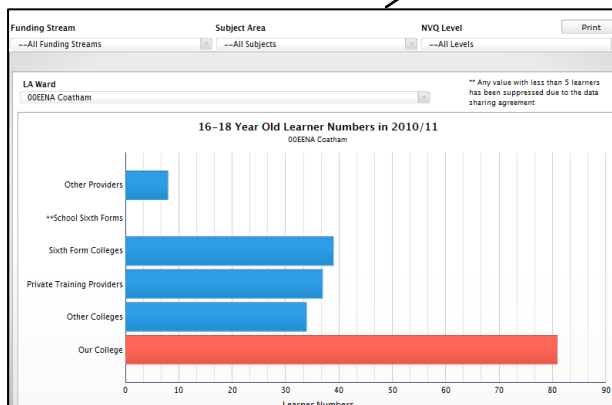 Funding Stream Subject Area NVQ Level Print
--All Funding Streams --All Subjects --All Levels
LA Ward
00EENA Coatham
** Any value with less than 5 learners
has been suppressed due to the data
sharing agreement
16-18 Year Old Learner Numbers in 2010/11
00EENA Coatham
Other Providers
**School Sixth Forms
Sixth Form Colleges
Private Training Providers
Other Colleges
Our College
0 10 20 30 40 50 60 70 80 90
Learner Numbers